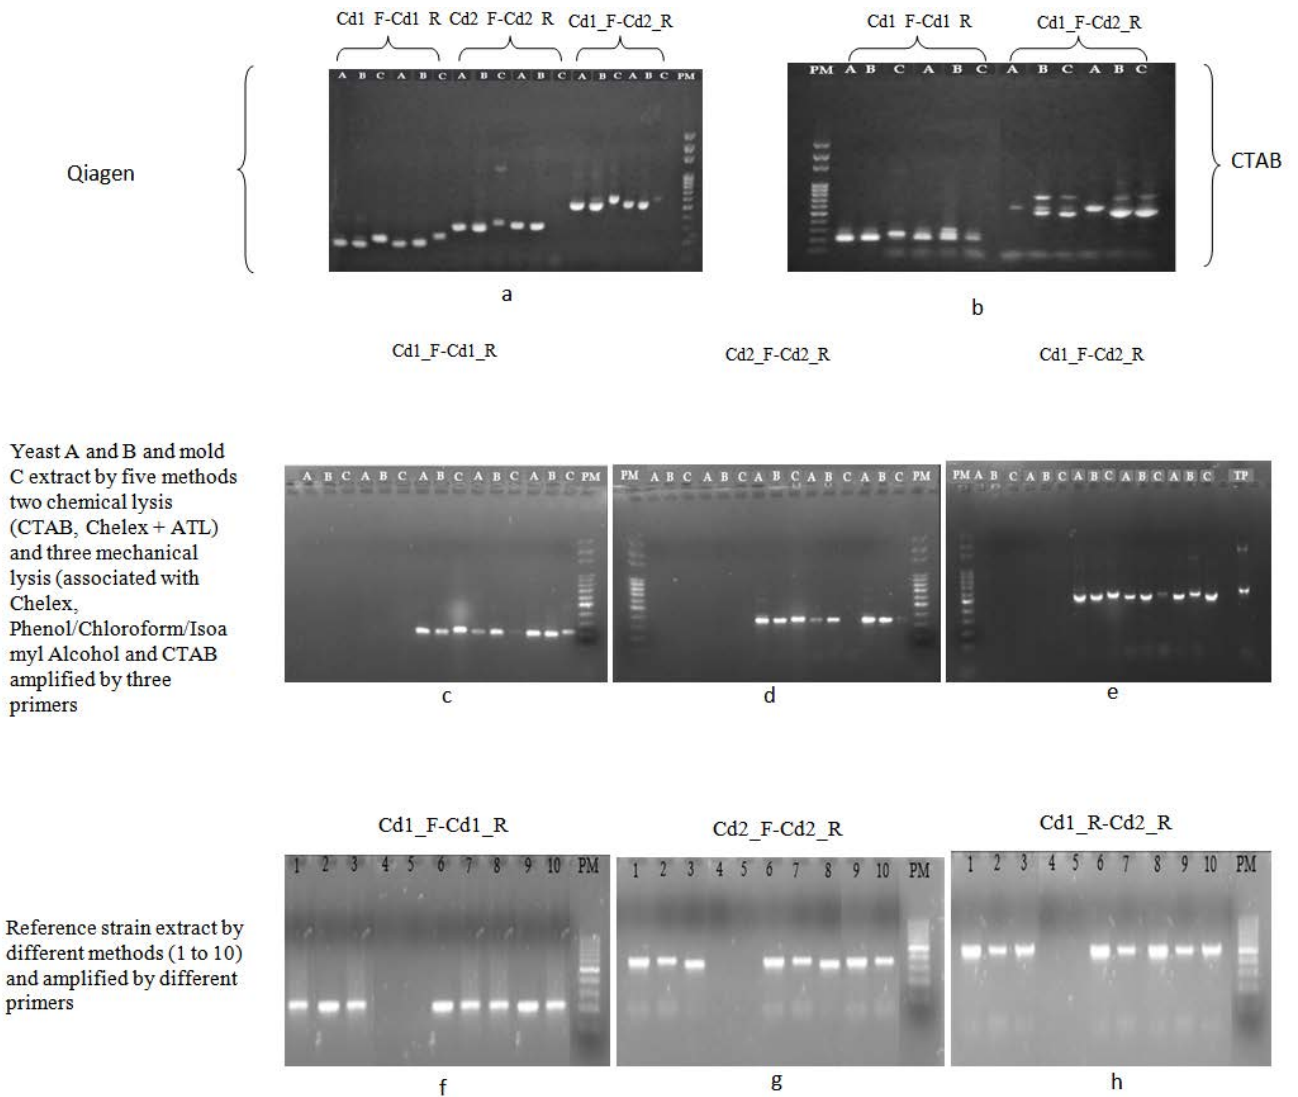 Cd1 F-Cd1 R Cd2 F-Cd2 R Cd1_F-Cd2_R
A B C A B C A B C A B C A B C A B C PM
Qiagen
a
Cd1 F-Cd1 R Cd1_F-Cd2_R
PM A B C A B C A B C A B C
CTAB
b
Cd1_F-Cd1_R
Cd2_F-Cd2_R
Cd1_F-Cd2_R
Yeast A and B and mold
C extract by five methods
two chemical lysis
(CTAB, Chelex + ATL)
and three mechanical
lysis (associated with
Chelex,
Phenol/Chloroform/Isoa
myl Alcohol and CTAB
amplified by three
primers
A B C A B C A B C A B C A B C PM
c
PM A B C A B C A B C A B C A B C PM
d
PM A B C A B C A B C A B C A B C TP
e
Cd1_F-Cd1_R
Cd2_F-Cd2_R
Cd1_R-Cd2_R
Reference strain extract by
different methods (1 to 10)
and amplified by different
primers
1 2 3 4 5 6 7 8 9 10 PM
f
1 2 3 4 5 6 7 8 9 10 PM
g
1 2 3 4 5 6 7 8 9 10 PM
h